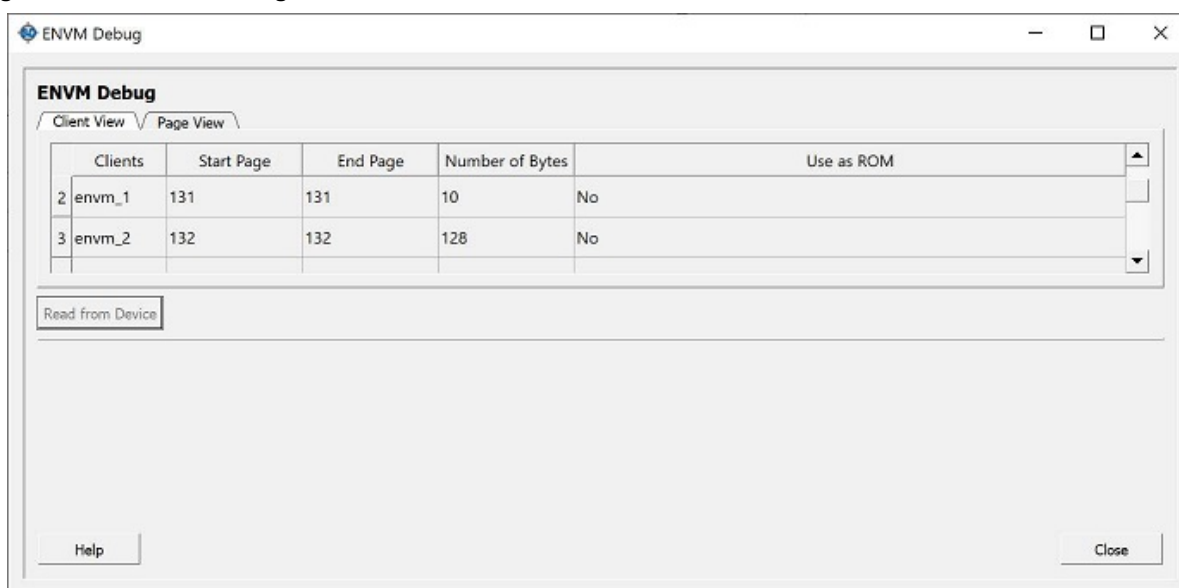 ENVM Debug
ENVM Debug
Client View Page View
Clients Start Page End Page Number of Bytes Use as ROM
2 envm_1 131 131 10 No
3 envm_2 132 132 128 No
Read from Device
Help Close